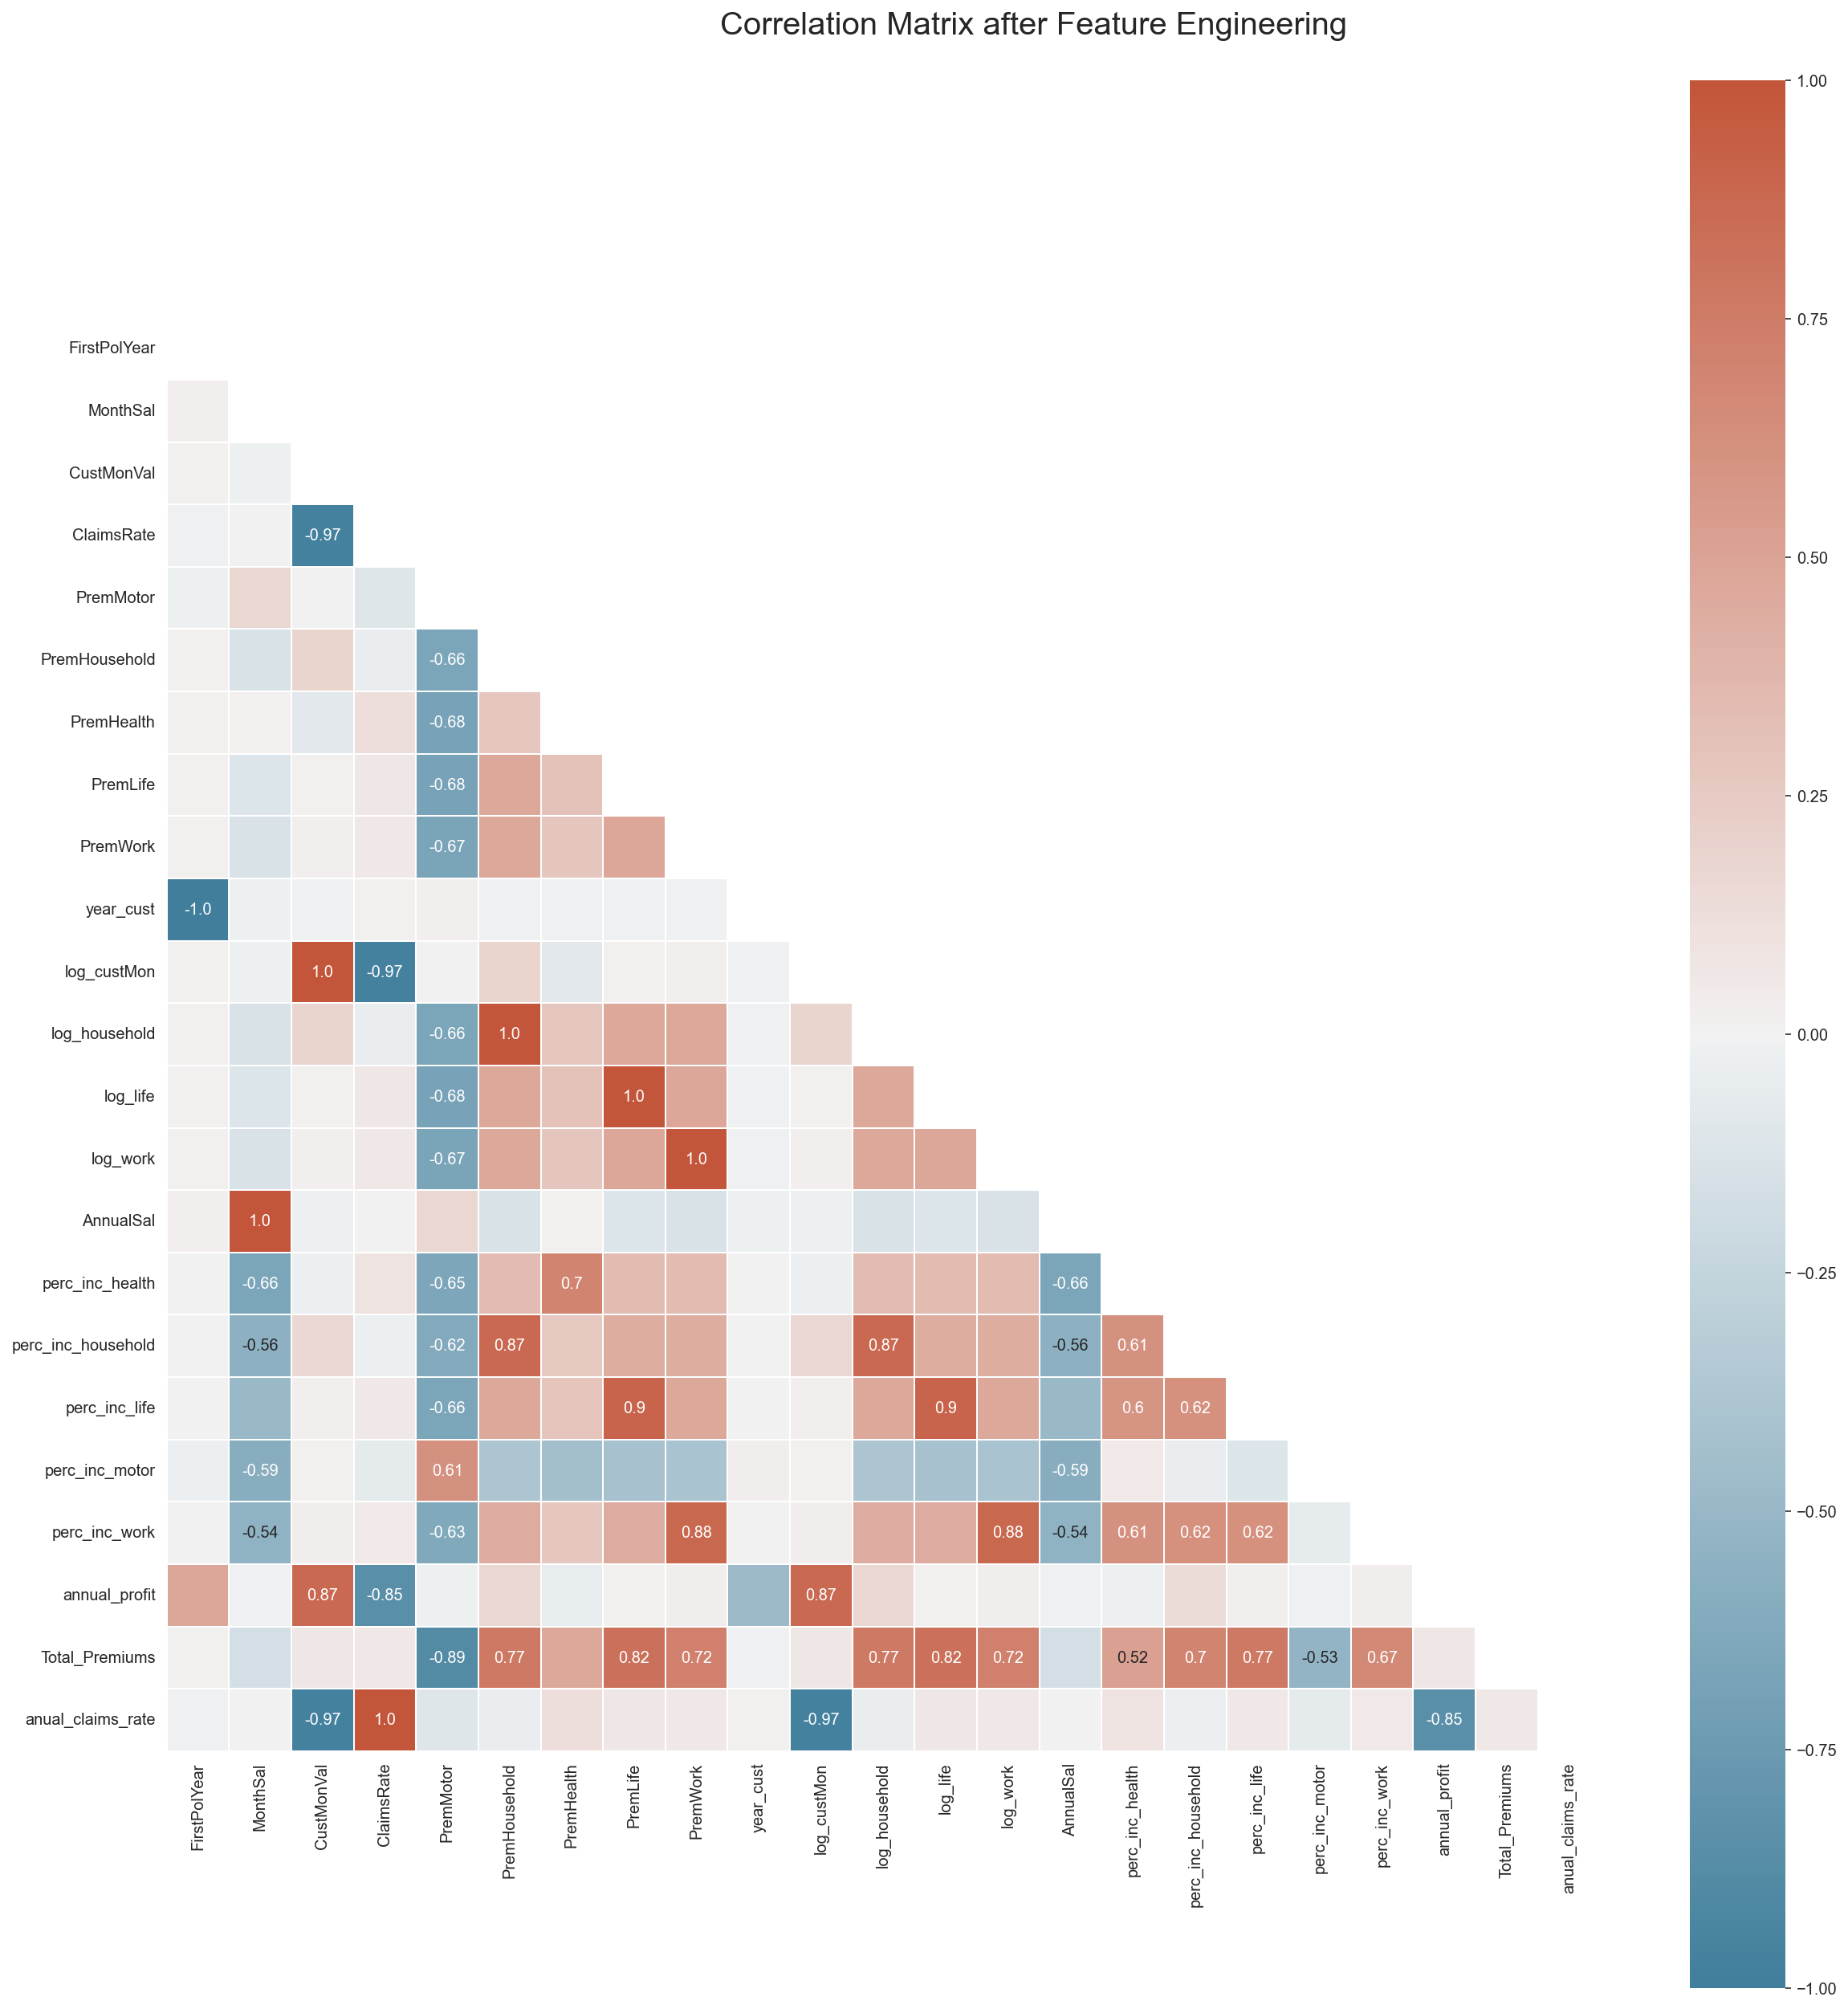 Correlation Matrix after Feature Engineering
1.00
0.75
0.50
0.25
0.00
−0.25
−0.50
−0.75
−1.00
FirstPolYear
MonthSal
CustMonVal
ClaimsRate -0.97
PremMotor
PremHousehold -0.66
PremHealth -0.68
PremLife -0.68
PremWork -0.67
year_cust -1.0
log_custMon 1.0 -0.97
log_household -0.66 1.0
log_life -0.68 1.0
log_work -0.67 1.0
AnnualSal 1.0
perc_inc_health -0.66 -0.65 0.7 -0.66
perc_inc_household -0.56 -0.62 0.87 0.87 -0.56 0.61
perc_inc_life -0.66 0.9 0.9 0.6 0.62
perc_inc_motor -0.59 0.61 -0.59
perc_inc_work -0.54 -0.63 0.88 0.88 -0.54 0.61 0.62 0.62
annual_profit 0.87 -0.85 0.87
Total_Premiums -0.89 0.77 0.82 0.72 0.77 0.82 0.72 0.52 0.7 0.77 -0.53 0.67
anual_claims_rate -0.97 1.0 -0.97 -0.85
FirstPolYear
MonthSal
CustMonVal
ClaimsRate
PremMotor
PremHousehold
PremHealth
PremLife
PremWork
year_cust
log_custMon
log_household
log_life
log_work
AnnualSal
perc_inc_health
perc_inc_household
perc_inc_life
perc_inc_motor
perc_inc_work
annual_profit
Total_Premiums
anual_claims_rate